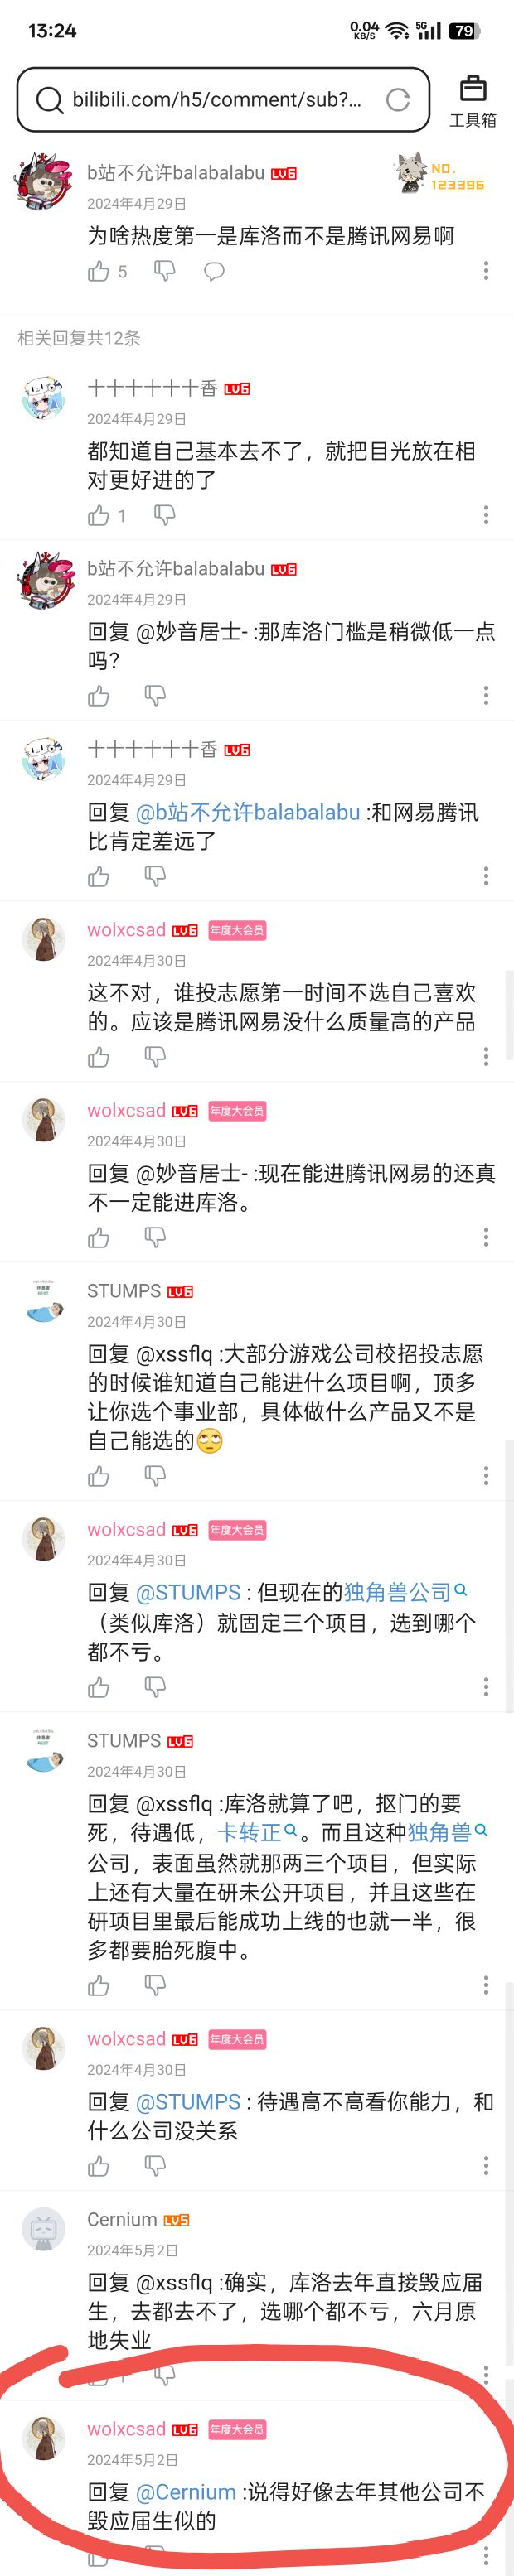 13:24
0.04
KB/S
5G
79
bilibili.com/h5/comment/sub?...
工具箱
b站不允许balabalabu LV6
NO.
123396
2024年4月29日
为啥热度第一是库洛而不是腾讯网易啊
5
相关回复共12条
十十十十十十香 LV6
2024年4月29日
都知道自己基本去不了，就把目光放在相
对更好进的了
1
b站不允许balabalabu LV6
2024年4月29日
回复 @妙音居士- :那库洛门槛是稍微低一点
吗？
十十十十十十香 LV6
2024年4月29日
回复 @b站不允许balabalabu :和网易腾讯
比肯定差远了
wolxcsad LV6 年度大会员
2024年4月30日
这不对，谁投志愿第一时间不选自己喜欢
的。应该是腾讯网易没什么质量高的产品
wolxcsad LV6 年度大会员
2024年4月30日
回复 @妙音居士- :现在能进腾讯网易的还真
不一定能进库洛。
STUMPS LV6
2024年4月30日
回复 @xssflq :大部分游戏公司校招投志愿
的时候谁知道自己能进什么项目啊，顶多
让你选个事业部，具体做什么产品又不是
自己能选的🙄
wolxcsad LV6 年度大会员
2024年4月30日
回复 @STUMPS : 但现在的独角兽公司
（类似库洛）就固定三个项目，选到哪个
都不亏。
STUMPS LV6
2024年4月30日
回复 @xssflq :库洛就算了吧，抠门的要
死，待遇低，卡转正。而且这种独角兽
公司，表面虽然就那两三个项目，但实际
上还有大量在研未公开项目，并且这些在
研项目里最后能成功上线的也就一半，很
多都要胎死腹中。
wolxcsad LV6 年度大会员
2024年4月30日
回复 @STUMPS : 待遇高不高看你能力，和
什么公司没关系
Cernium LV5
2024年5月2日
回复 @xssflq :确实，库洛去年直接毁应届
生，去都去不了，选哪个都不亏，六月原
地失业
wolxcsad LV6 年度大会员
2024年5月2日
回复 @Cernium :说得好像去年其他公司不
毁应届生似的